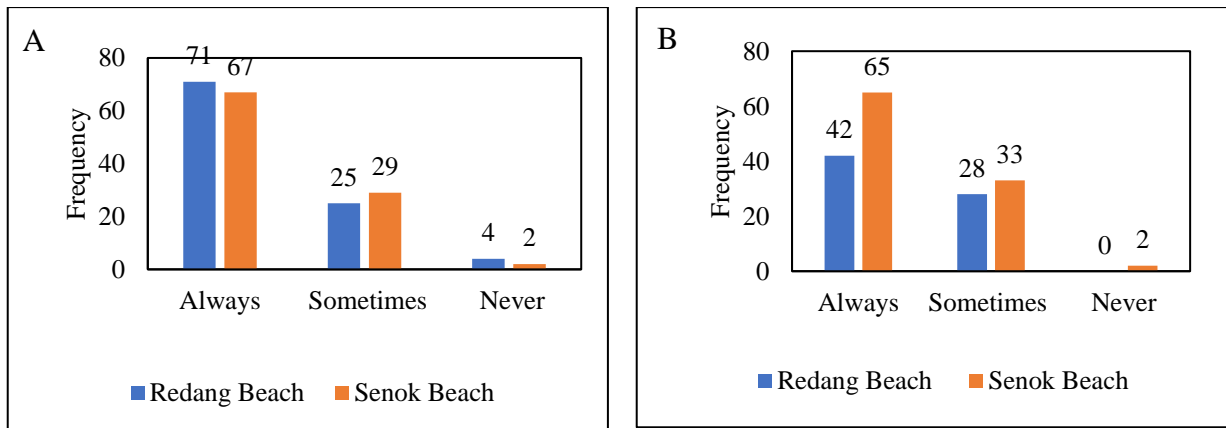 A
80
60
40
20
0
Frequency
71
67
25
29
4
2
Always
Sometimes
Never
Redang Beach
Senok Beach
B
80
60
40
20
0
Frequency
42
65
28
33
0
2
Always
Sometimes
Never
Redang Beach
Senok Beach